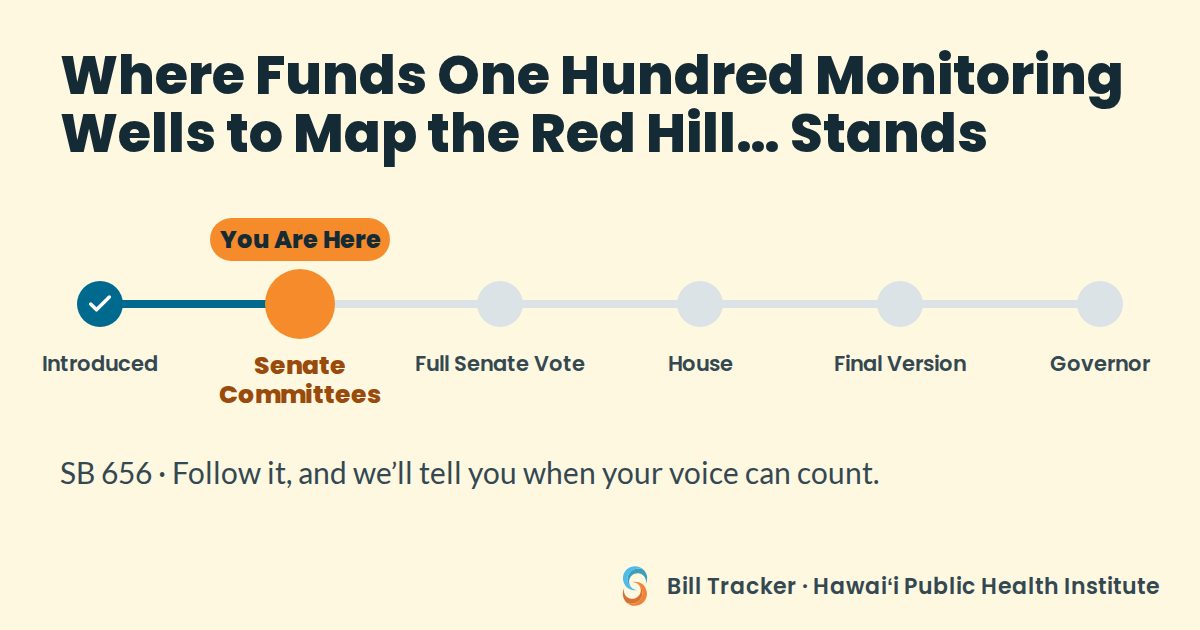 Where Funds One Hundred Monitoring
Wells to Map the Red Hill... Stands
You Are Here
Introduced
Senate
Committees
Full Senate Vote
House
Final Version
Governor
SB 656 · Follow it, and we’ll tell you when your voice can count.
Bill Tracker · Hawaiʻi Public Health Institute